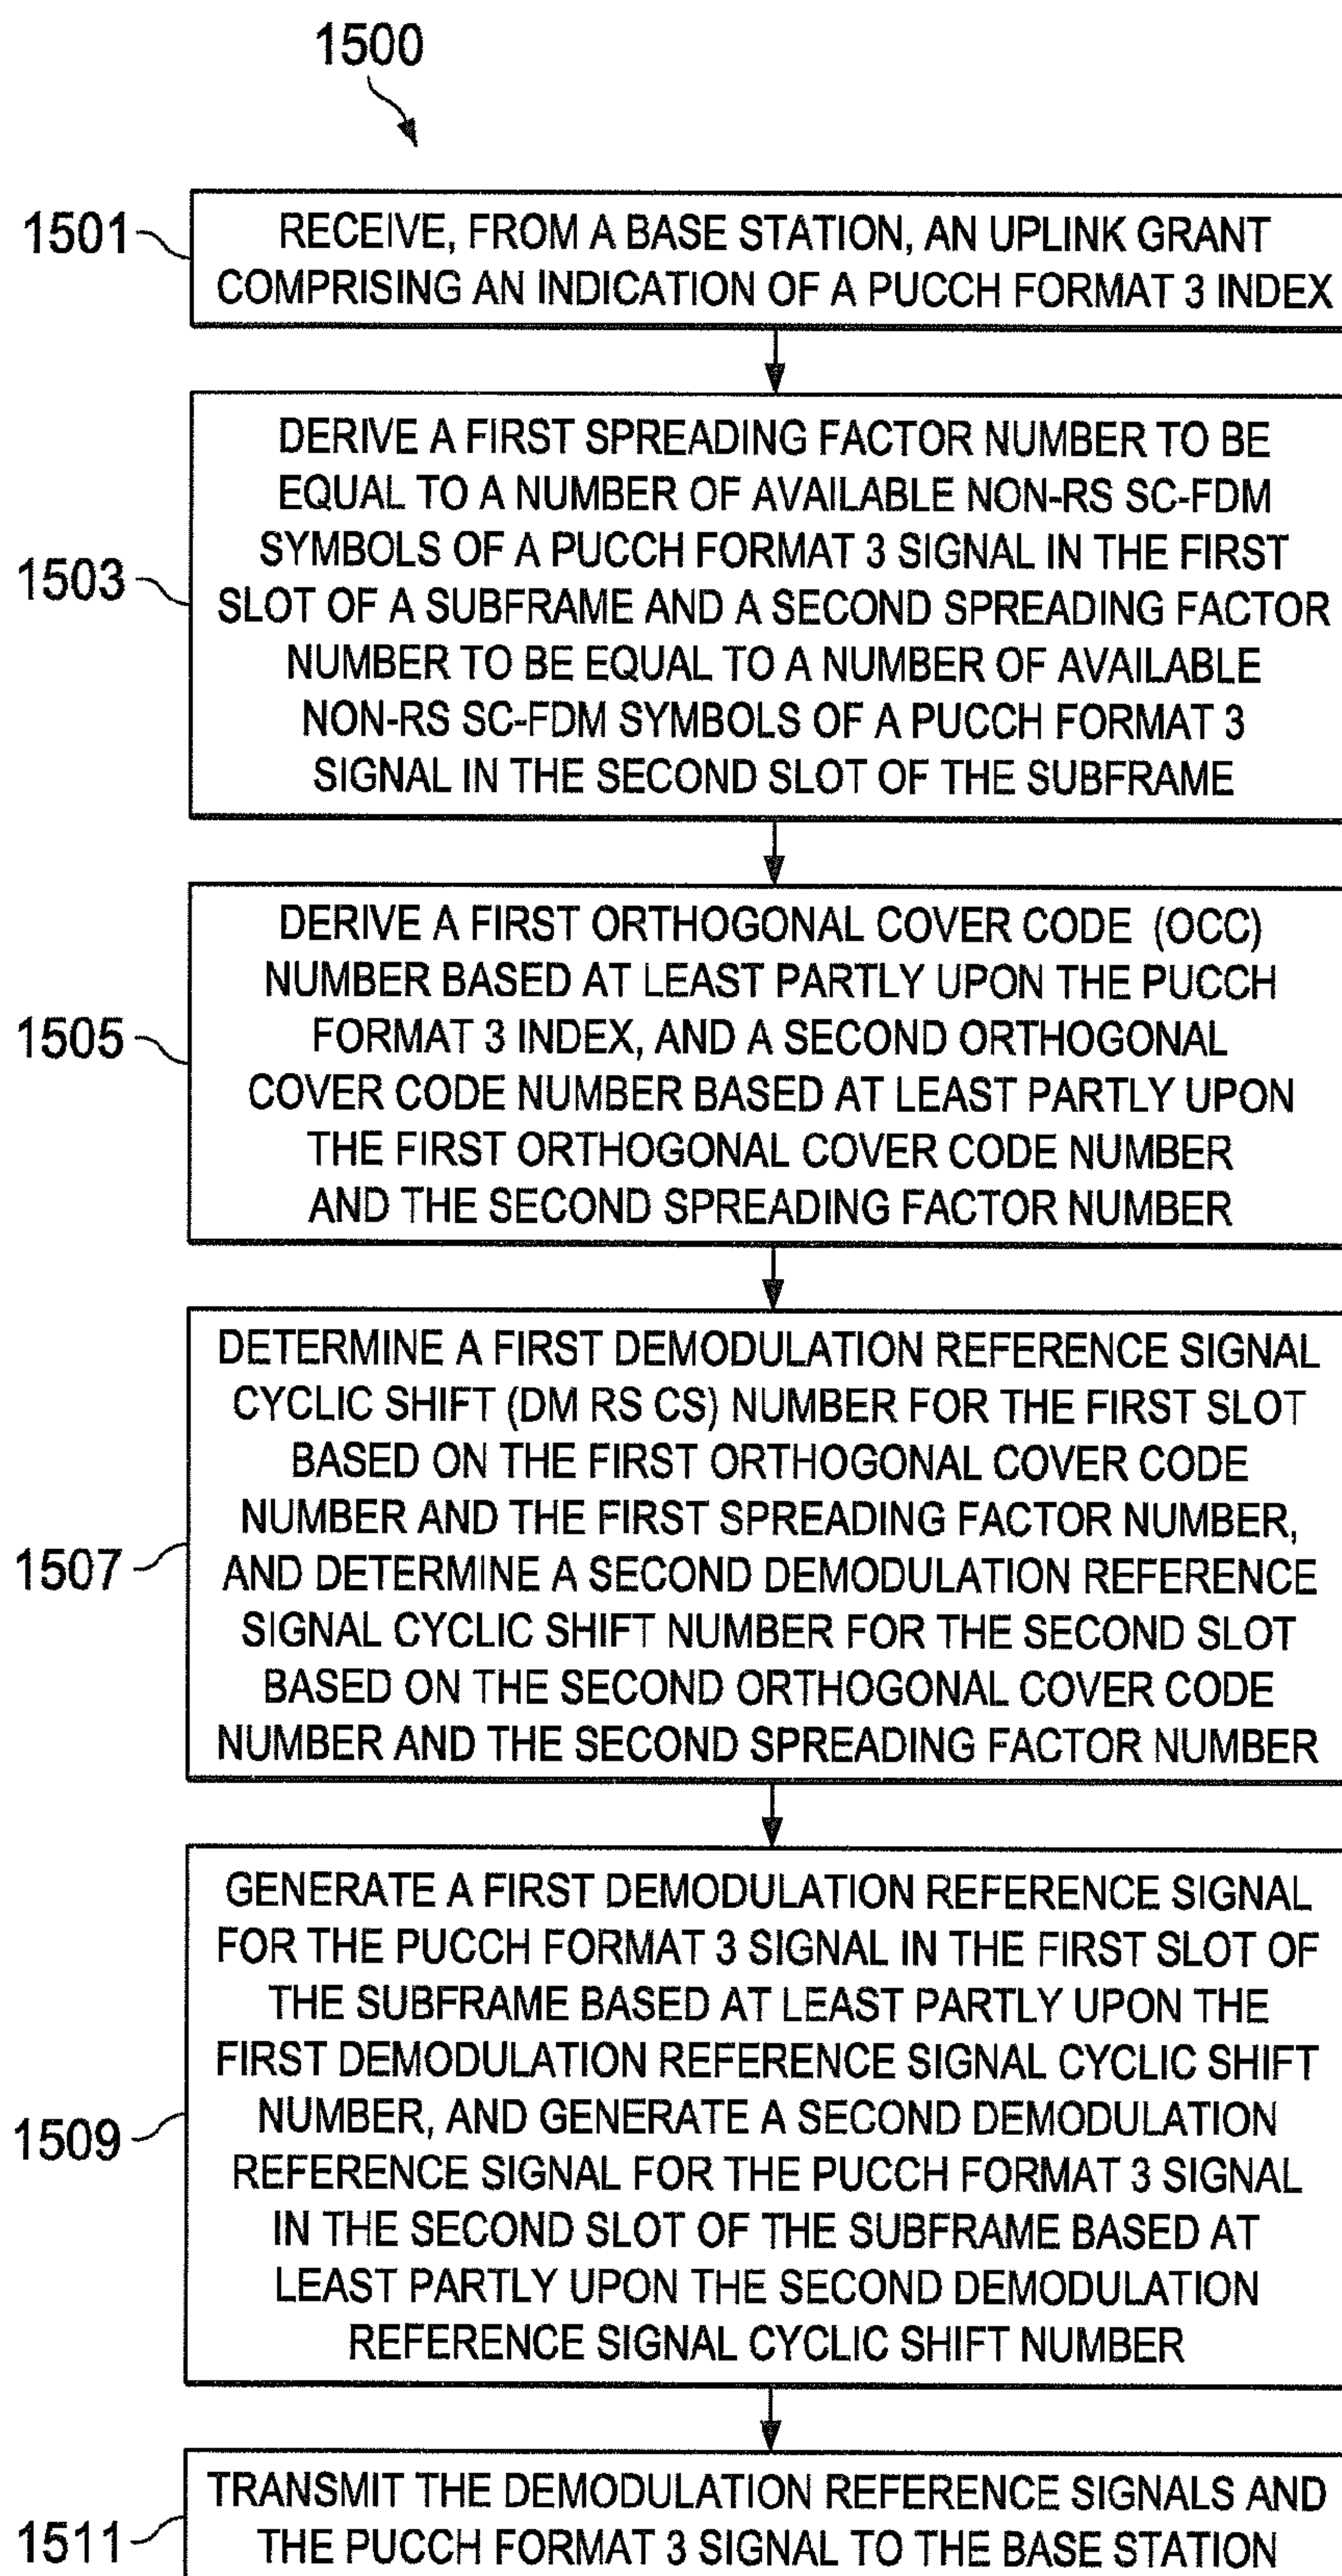 1500
1501
RECEIVE, FROM A BASE STATION, AN UPLINK GRANT
COMPRISING AN INDICATION OF A PUCCH FORMAT 3 INDEX
1503
DERIVE A FIRST SPREADING FACTOR NUMBER TO BE
EQUAL TO A NUMBER OF AVAILABLE NON-RS SC-FDM
SYMBOLS OF A PUCCH FORMAT 3 SIGNAL IN THE FIRST
SLOT OF A SUBFRAME AND A SECOND SPREADING FACTOR
NUMBER TO BE EQUAL TO A NUMBER OF AVAILABLE
NON-RS SC-FDM SYMBOLS OF A PUCCH FORMAT 3
SIGNAL IN THE SECOND SLOT OF THE SUBFRAME
1505
DERIVE A FIRST ORTHOGONAL COVER CODE (OCC)
NUMBER BASED AT LEAST PARTLY UPON THE PUCCH
FORMAT 3 INDEX, AND A SECOND ORTHOGONAL
COVER CODE NUMBER BASED AT LEAST PARTLY UPON
THE FIRST ORTHOGONAL COVER CODE NUMBER
AND THE SECOND SPREADING FACTOR NUMBER
1507
DETERMINE A FIRST DEMODULATION REFERENCE SIGNAL
CYCLIC SHIFT (DM RS CS) NUMBER FOR THE FIRST SLOT
BASED ON THE FIRST ORTHOGONAL COVER CODE
NUMBER AND THE FIRST SPREADING FACTOR NUMBER,
AND DETERMINE A SECOND DEMODULATION REFERENCE
SIGNAL CYCLIC SHIFT NUMBER FOR THE SECOND SLOT
BASED ON THE SECOND ORTHOGONAL COVER CODE
NUMBER AND THE SECOND SPREADING FACTOR NUMBER
1509
GENERATE A FIRST DEMODULATION REFERENCE SIGNAL
FOR THE PUCCH FORMAT 3 SIGNAL IN THE FIRST SLOT OF
THE SUBFRAME BASED AT LEAST PARTLY UPON THE
FIRST DEMODULATION REFERENCE SIGNAL CYCLIC SHIFT
NUMBER, AND GENERATE A SECOND DEMODULATION
REFERENCE SIGNAL FOR THE PUCCH FORMAT 3 SIGNAL
IN THE SECOND SLOT OF THE SUBFRAME BASED AT
LEAST PARTLY UPON THE SECOND DEMODULATION
REFERENCE SIGNAL CYCLIC SHIFT NUMBER
1511
TRANSMIT THE DEMODULATION REFERENCE SIGNALS AND
THE PUCCH FORMAT 3 SIGNAL TO THE BASE STATION